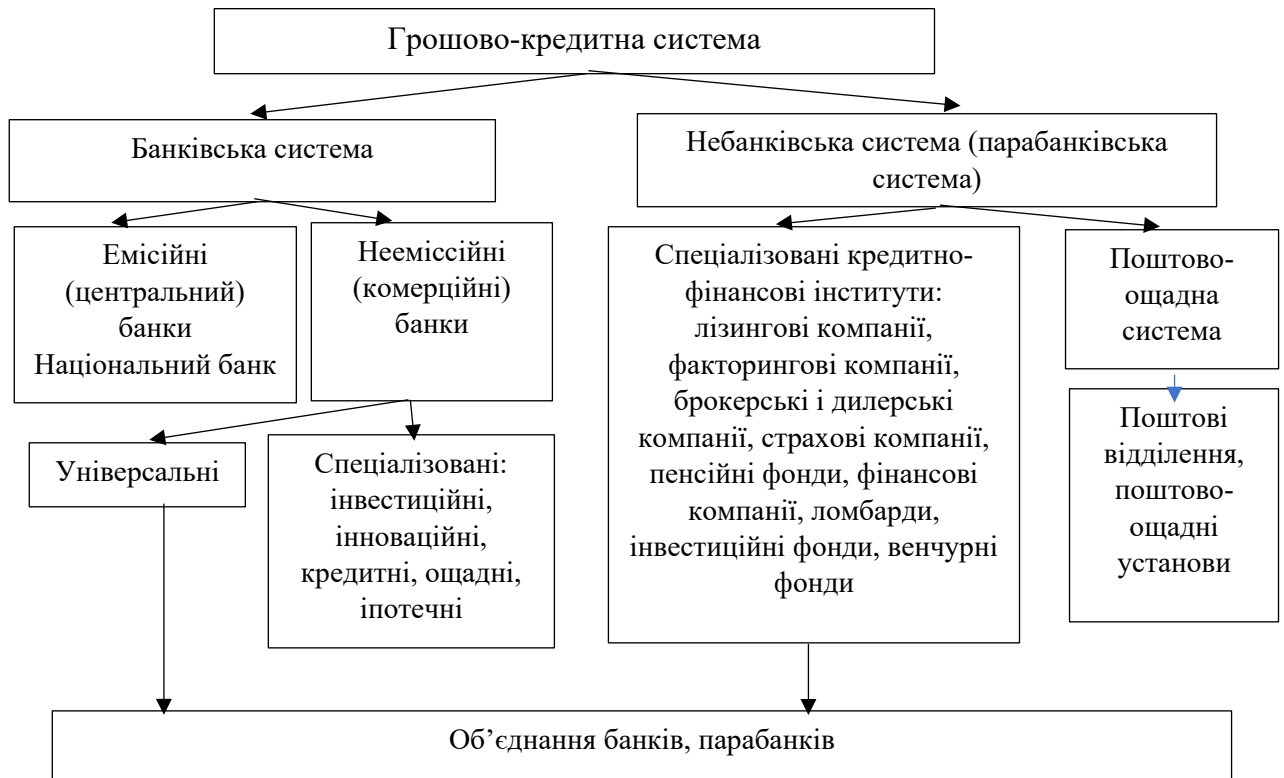 Грошово-кредитна система
Банківська система
Небанківська система (парабанківська
система)
Емісійні
(центральний)
банки
Національний банк
Нееміссійні
(комерційні)
банки
Спеціалізовані кредитно-
фінансові інститути:
лізингові компанії,
факторингові компанії,
брокерські і дилерські
компанії, страхові компанії,
пенсійні фонди, фінансові
компанії, ломбарди,
інвестиційні фонди, венчурні
фонди
Поштово-
ощадна
система
Універсальні
Спеціалізовані:
інвестиційні,
інноваційні,
кредитні, ощадні,
іпотечні
Поштові
відділення,
поштово-
ощадні
установи
Об’єднання банків, парабанків